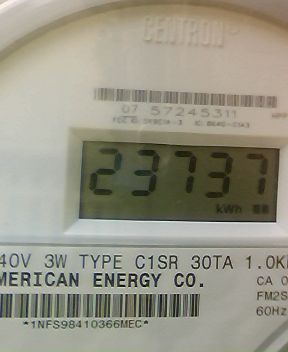 CENTRON
07 57245311
23737
kWh
40V 3W TYPE C1SR 30TA 1.0K
MERICAN ENERGY CO.
CA 0
FM2S
60Hz
*1NFS98410366MEC*